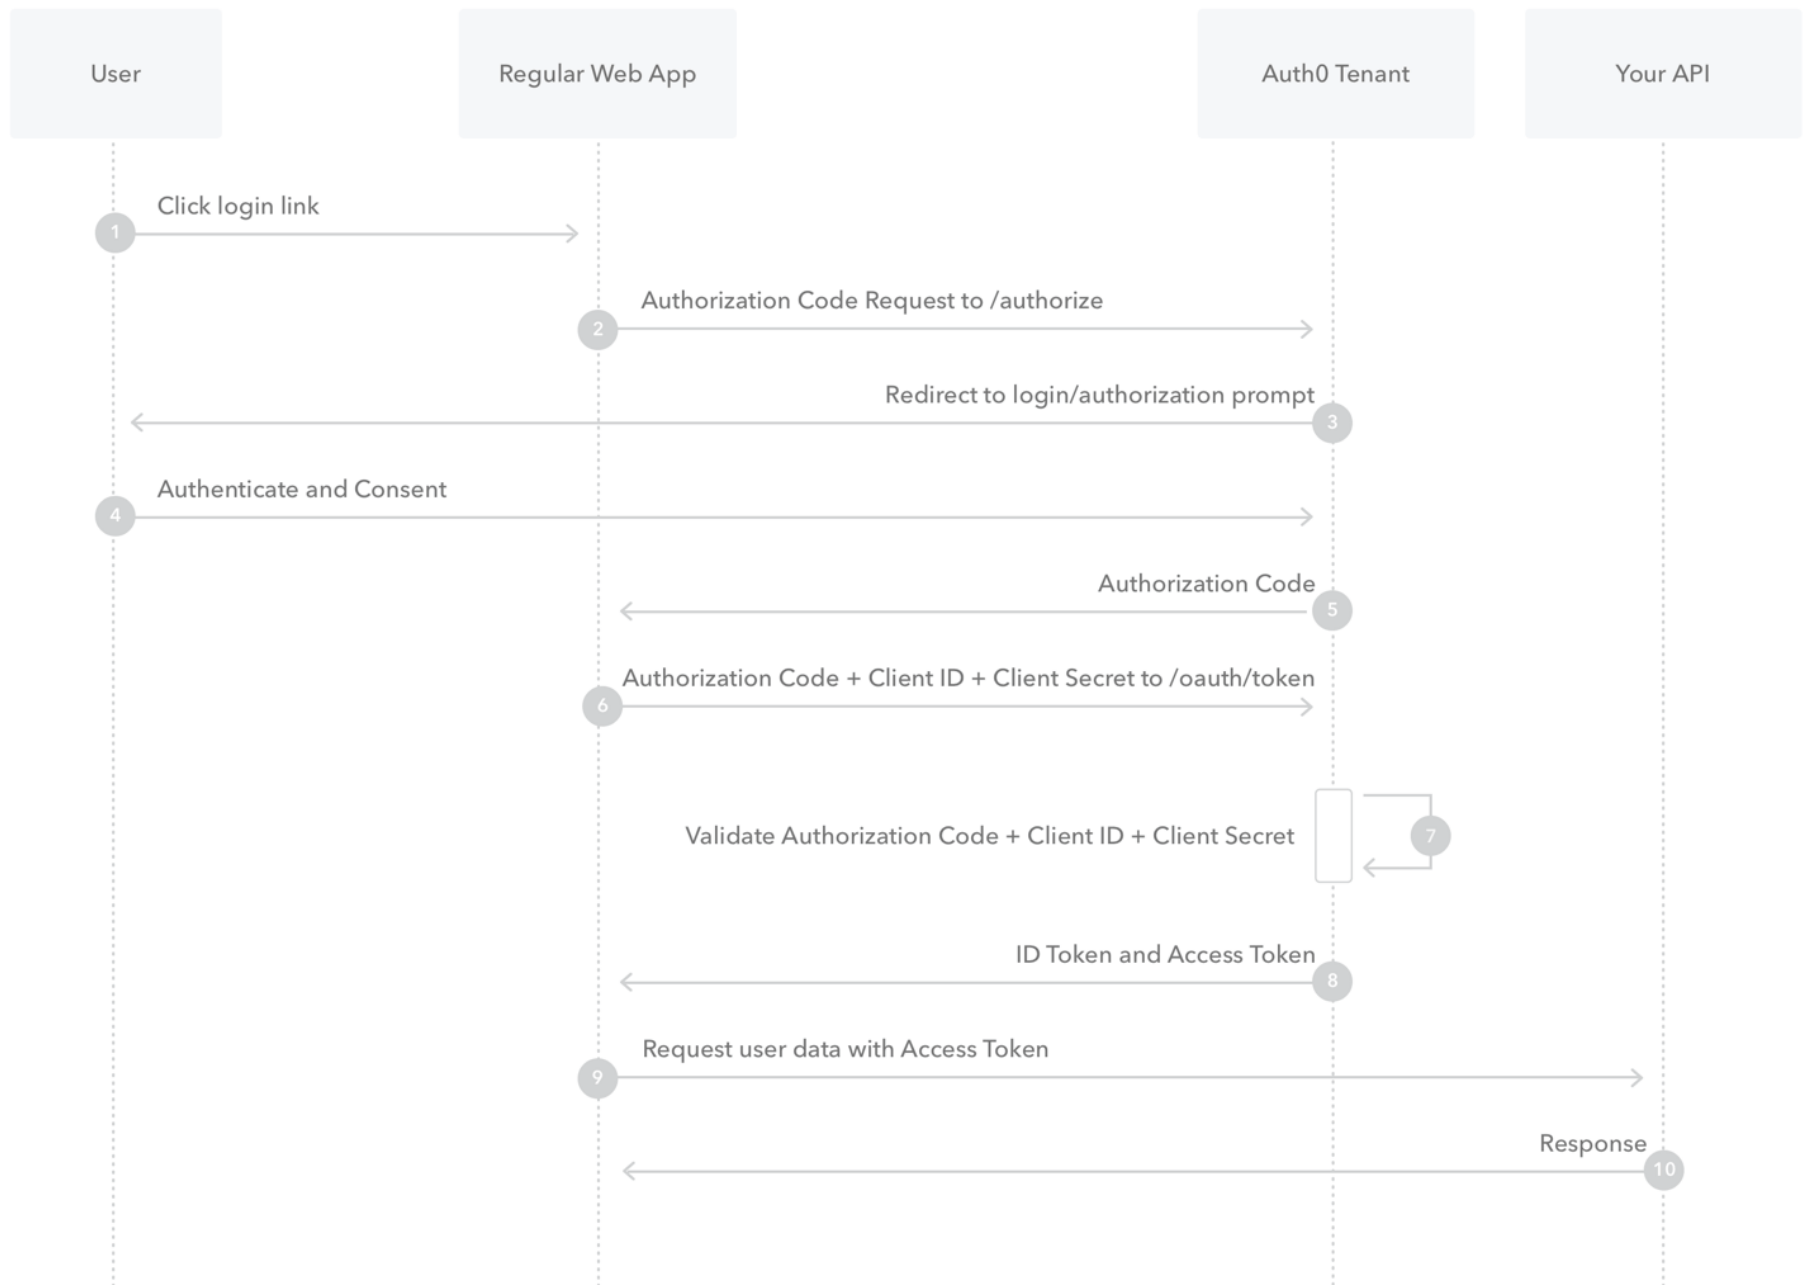 User
Regular Web App
Auth0 Tenant
Your API
Click login link
1
Authorization Code Request to /authorize
2
Redirect to login/authorization prompt
3
Authenticate and Consent
4
Authorization Code
5
Authorization Code + Client ID + Client Secret to /oauth/token
6
Validate Authorization Code + Client ID + Client Secret
7
ID Token and Access Token
8
Request user data with Access Token
9
Response
10